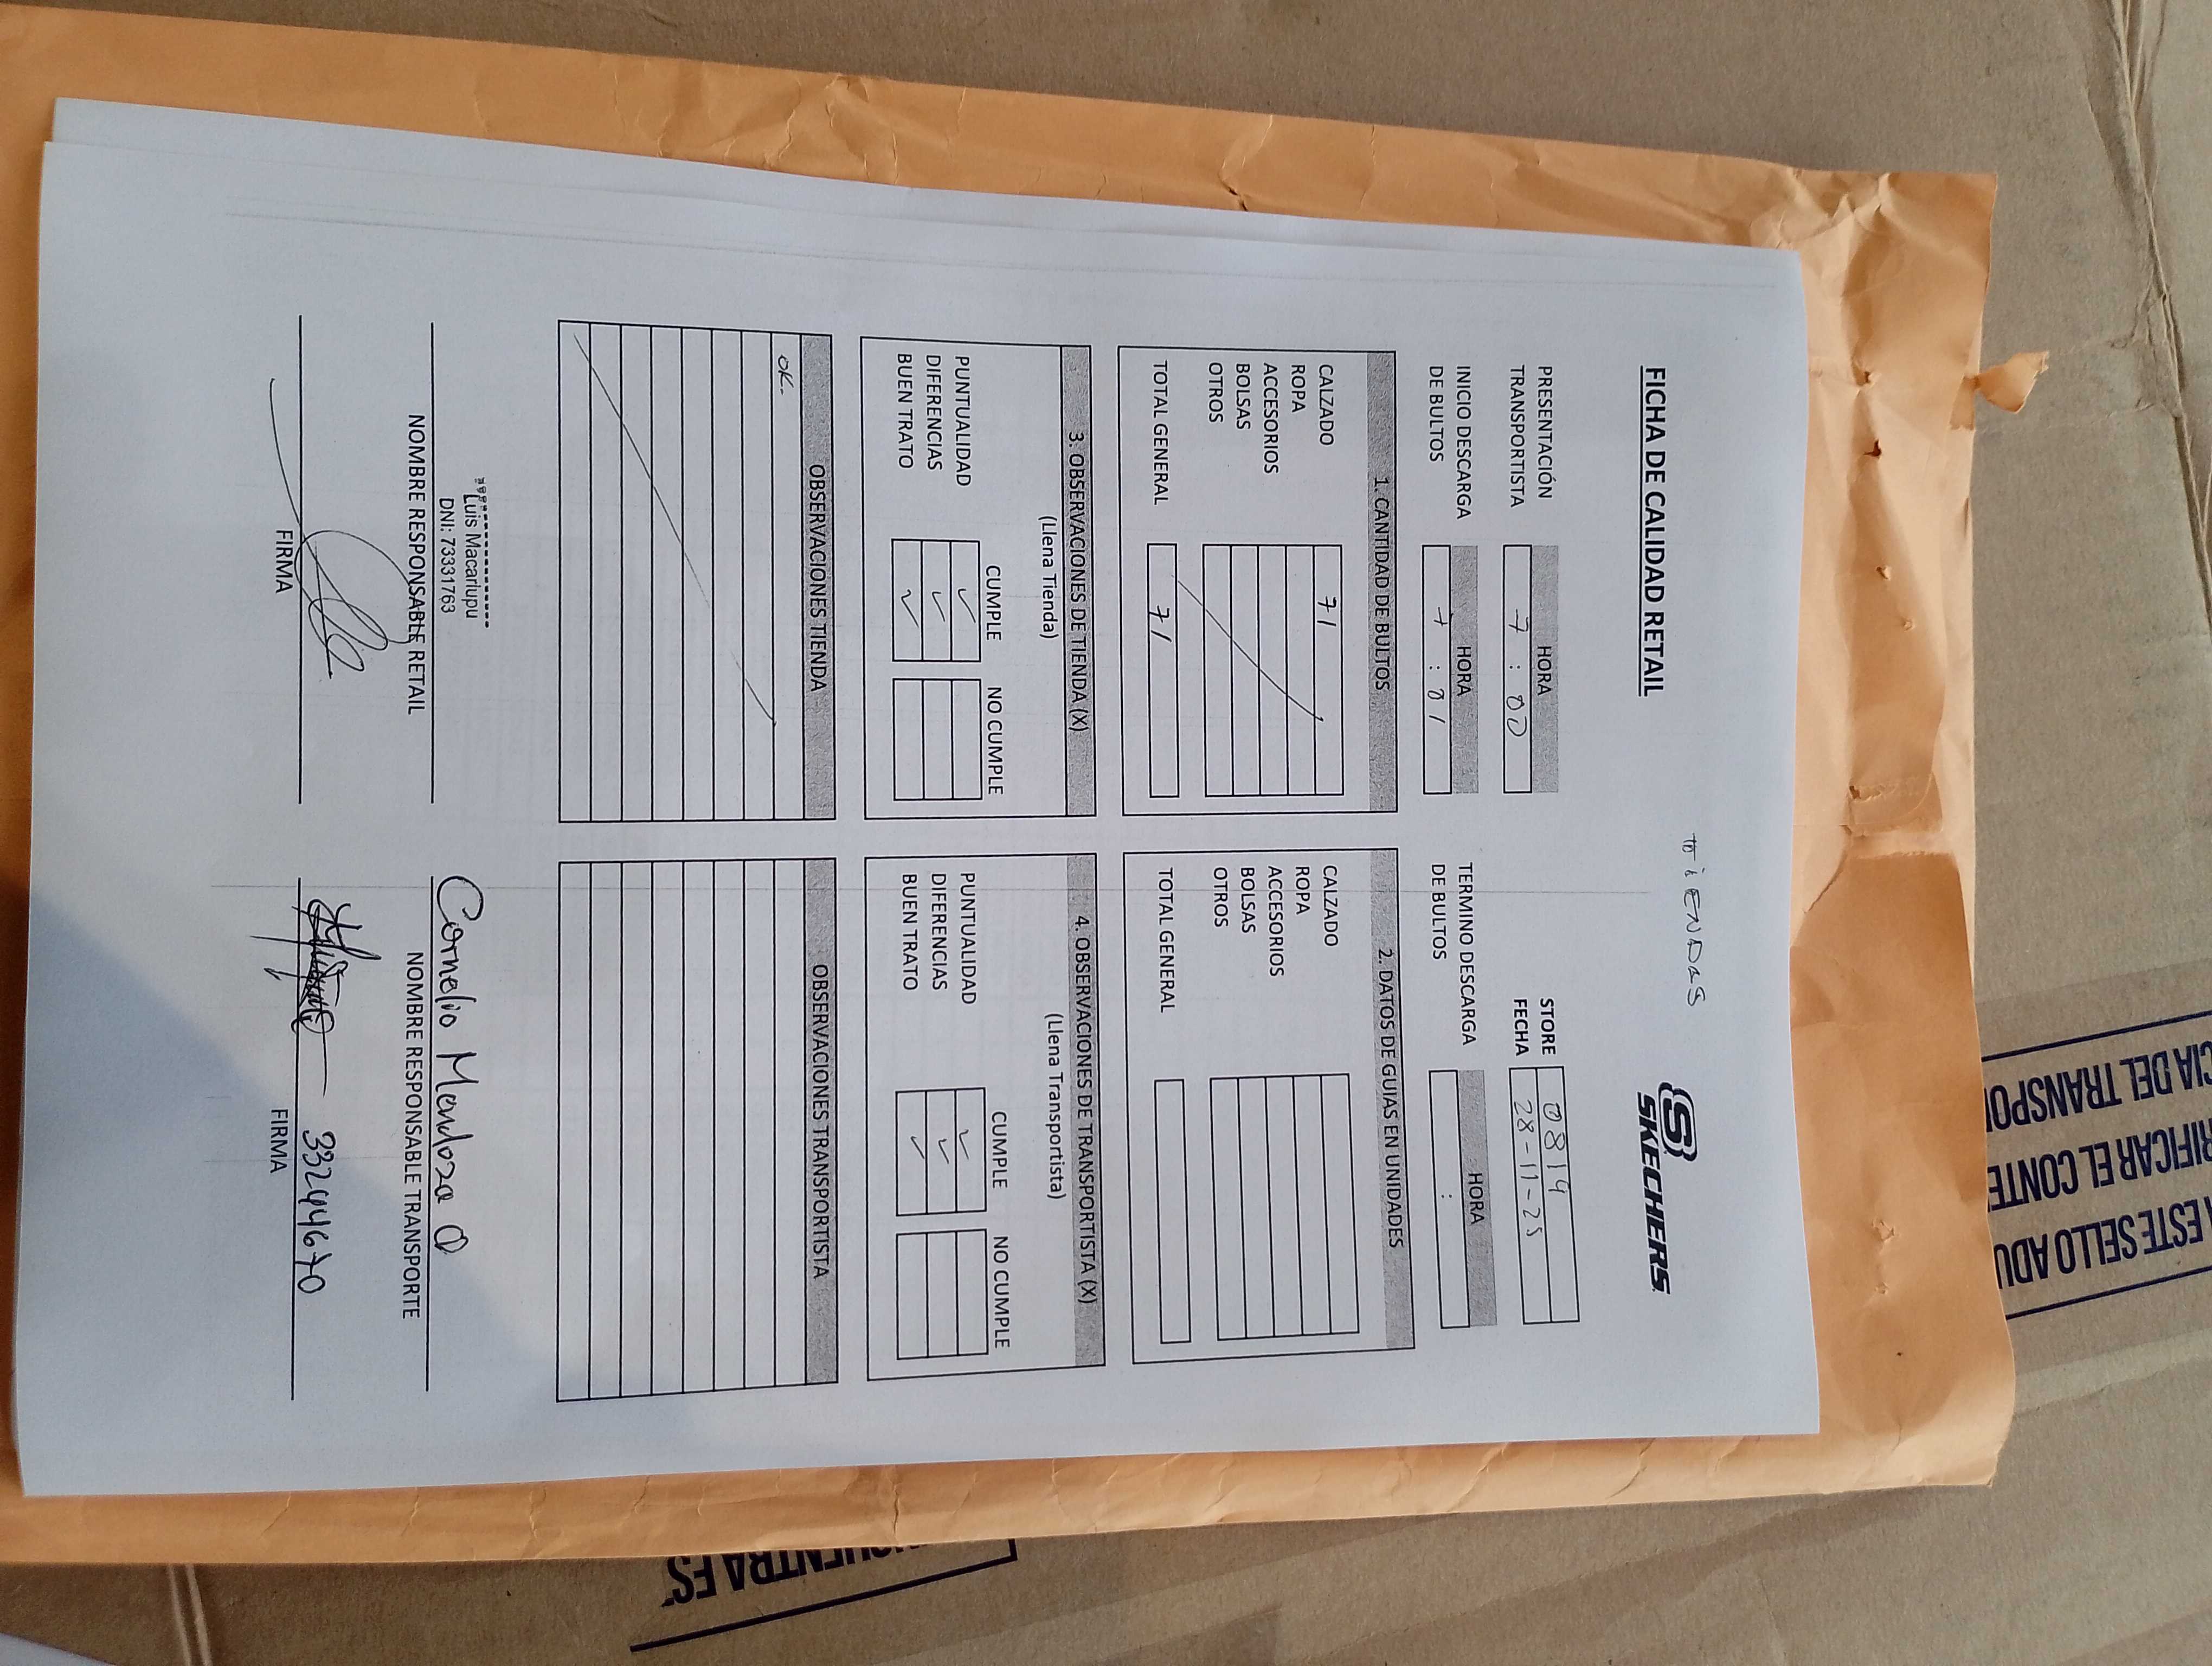 TIENDAS
FICHA DE CALIDAD RETAIL
SKECHERS
STORE 0819
FECHA 28-11-25
PRESENTACIÓN TRANSPORTISTA
HORA
7:00
INICIO DESCARGA DE BULTOS
HORA
7:01
TERMINO DESCARGA DE BULTOS
HORA
:
1. CANTIDAD DE BULTOS
CALZADO 71
ROPA
ACCESORIOS
BOLSAS
OTROS
TOTAL GENERAL 71
2. DATOS DE GUIAS EN UNIDADES
CALZADO
ROPA
ACCESORIOS
BOLSAS
OTROS
TOTAL GENERAL
3. OBSERVACIONES DE TIENDA (X)
(Llena Tienda)
CUMPLE NO CUMPLE
PUNTUALIDAD ✓
DIFERENCIAS ✓
BUEN TRATO ✓
4. OBSERVACIONES DE TRANSPORTISTA (X)
(Llena Transportista)
CUMPLE NO CUMPLE
PUNTUALIDAD ✓
DIFERENCIAS ✓
BUEN TRATO ✓
OBSERVACIONES TIENDA
OK.
OBSERVACIONES TRANSPORTISTA
Luis Macarlupu
DNI: 73331763
NOMBRE RESPONSABLE RETAIL
FIRMA
Cornelio Mendoza Q
NOMBRE RESPONSABLE TRANSPORTE
332444670
FIRMA
ESTE SELLO
RIFICAR EL CONTE
CIA DEL TRANSPO